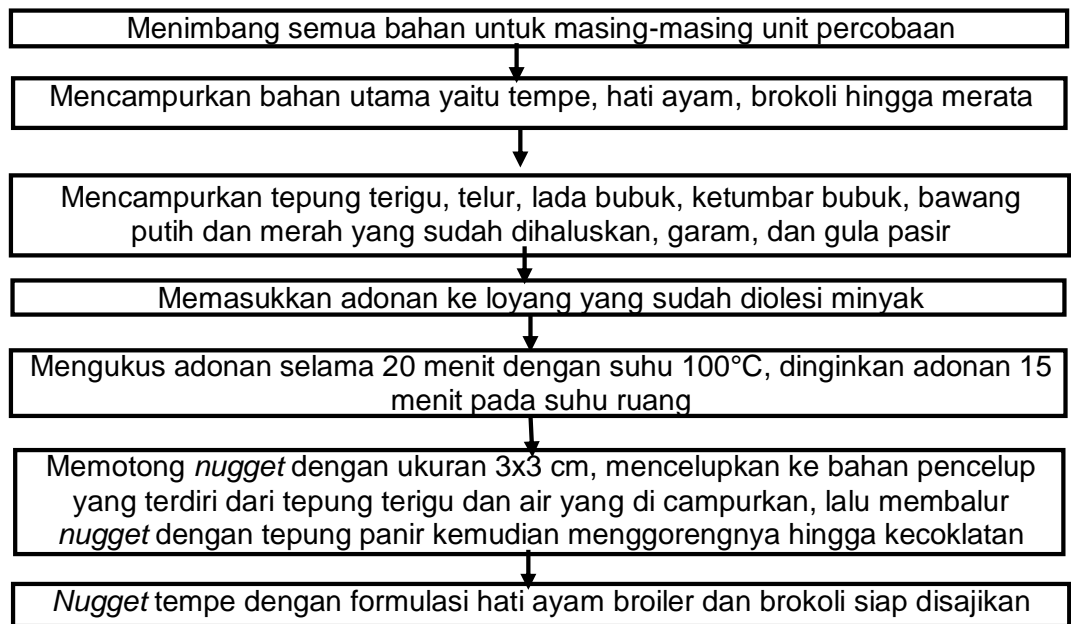 Menimbang semua bahan untuk masing-masing unit percobaan
Mencampurkan bahan utama yaitu tempe, hati ayam, brokoli hingga merata
Mencampurkan tepung terigu, telur, lada bubuk, ketumbar bubuk, bawang
putih dan merah yang sudah dihaluskan, garam, dan gula pasir
Memasukkan adonan ke loyang yang sudah diolesi minyak
Mengukus adonan selama 20 menit dengan suhu 100°C, dinginkan adonan 15
menit pada suhu ruang
Memotong nugget dengan ukuran 3x3 cm, mencelupkan ke bahan pencelup
yang terdiri dari tepung terigu dan air yang di campurkan, lalu membalur
nugget dengan tepung panir kemudian menggorengnya hingga kecoklatan
Nugget tempe dengan formulasi hati ayam broiler dan brokoli siap disajikan